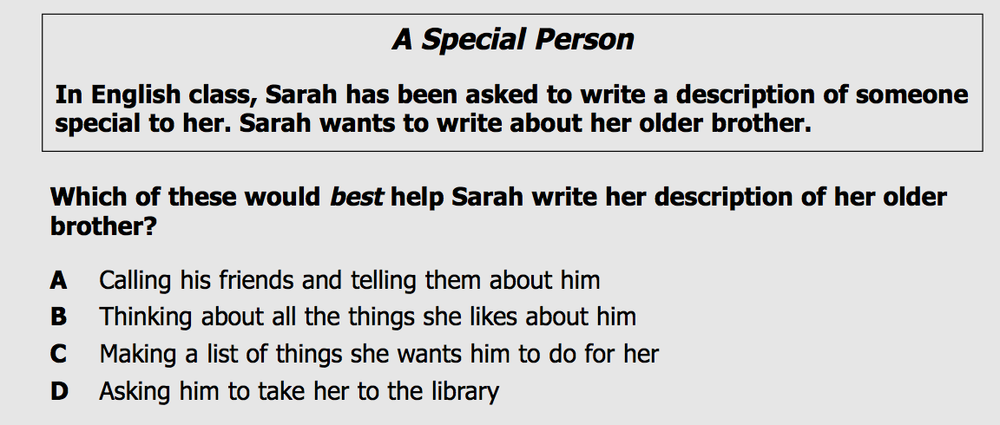 A Special Person
In English class, Sarah has been asked to write a description of someone
special to her. Sarah wants to write about her older brother.
Which of these would best help Sarah write her description of her older
brother?
A Calling his friends and telling them about him
B Thinking about all the things she likes about him
C Making a list of things she wants him to do for her
D Asking him to take her to the library